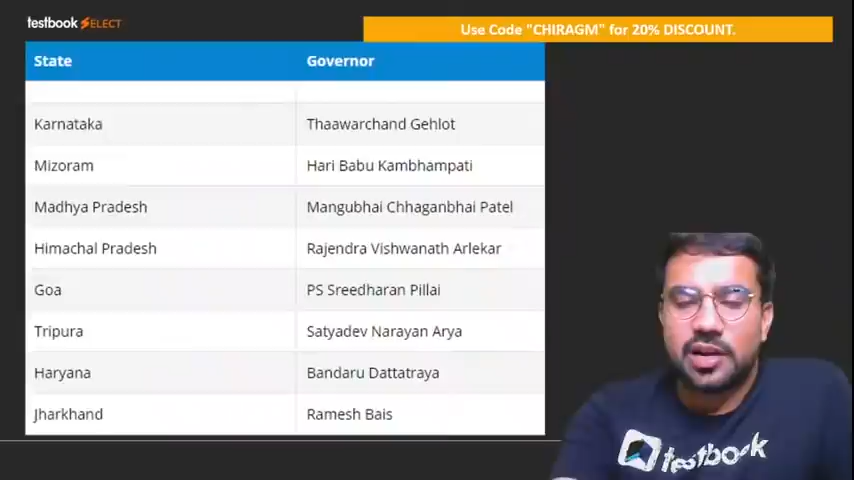 testbook SELECT
Use Code "CHIRAGM" for 20% DISCOUNT.
State Governor
Karnataka Thaawarchand Gehlot
Mizoram Hari Babu Kambhampati
Madhya Pradesh Mangubhai Chhaganbhai Patel
Himachal Pradesh Rajendra Vishwanath Arlekar
Goa PS Sreedharan Pillai
Tripura Satyadev Narayan Arya
Haryana Bandaru Dattatraya
Jharkhand Ramesh Bais
testbook